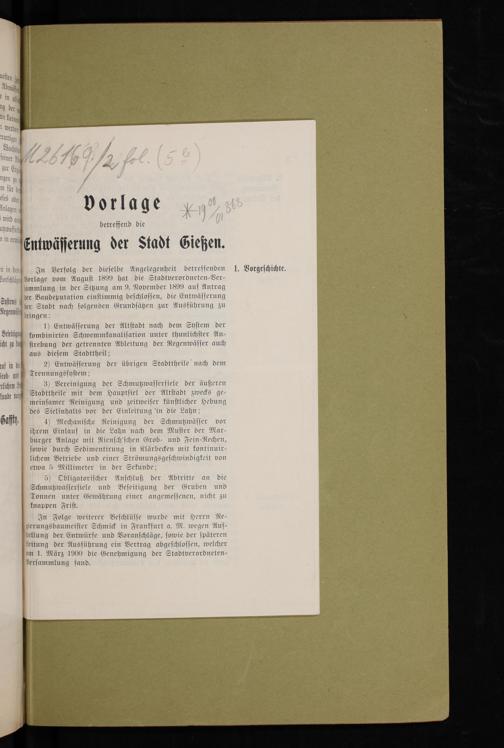 M26169/2 fol. (5a)
Vorlage
* 19 00/01 363
betreffend die
Entwässerung der Stadt Gießen.
In Verfolg der dieselbe Angelegenheit betreffenden
1. Vorgeschichte.
Vorlage vom August 1899 hat die Stadtverordneten-Ver-
sammlung in der Sitzung am 9. November 1899 auf Antrag
der Baudeputation einstimmig beschlossen, die Entwässerung
der Stadt nach folgenden Grundsätzen zur Ausführung zu
bringen:
1) Entwässerung der Altstadt nach dem System der
kombinirten Schwemmkanalisation unter thunlichster An-
strebung der getrennten Ableitung der Regenwässer auch
aus diesem Stadttheil;
2) Entwässerung der übrigen Stadttheile nach dem
Trennungssystem;
3) Vereinigung der Schmutzwassersiele der äußeren
Stadttheile mit dem Hauptsiel der Altstadt zwecks ge-
meinsamer Reinigung und zeitweiser künstlicher Hebung
des Sielinhalts vor der Einleitung in die Lahn;
4) Mechanische Reinigung der Schmutzwässer vor
ihrem Einlauf in die Lahn nach dem Muster der Mar-
burger Anlage mit Riensch'schen Grob- und Fein-Rechen,
sowie durch Sedimentirung in Klärbecken mit kontinuir-
lichem Betriebe und einer Strömungsgeschwindigkeit von
etwa 5 Millimeter in der Sekunde;
5) Obligatorischer Anschluß der Abtritte an die
Schmutzwassersiele und Beseitigung der Gruben und
Tonnen unter Gewährung einer angemessenen, nicht zu
knappen Frist.
In Folge weiterer Beschlüsse wurde mit Herrn Re-
gierungsbaumeister Schmick in Frankfurt a. M. wegen Auf-
stellung der Entwürfe und Voranschläge, sowie der späteren
Leitung der Ausführung ein Vertrag abgeschlossen, welcher
am 1. März 1900 die Genehmigung der Stadtverordneten-
Versammlung fand.
Gaffky.